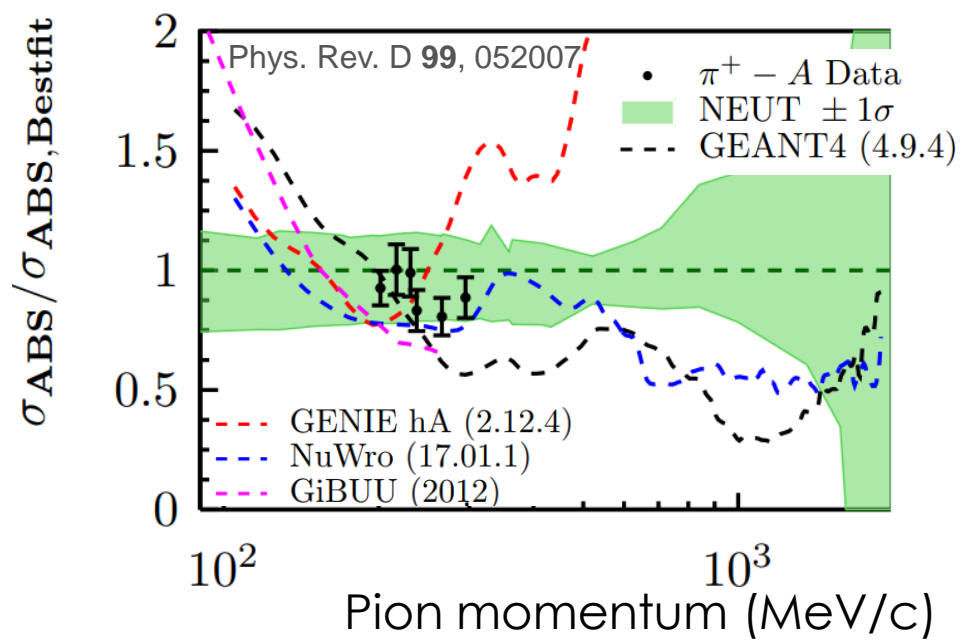 Phys. Rev. D 99, 052007
π⁺ − A Data
NEUT ± 1σ
GEANT4 (4.9.4)
GENIE hA (2.12.4)
NuWro (17.01.1)
GiBUU (2012)
σ_ABS / σ_ABS,Bestfit
2
1.5
1
0.5
0
10² 10³
Pion momentum (MeV/c)